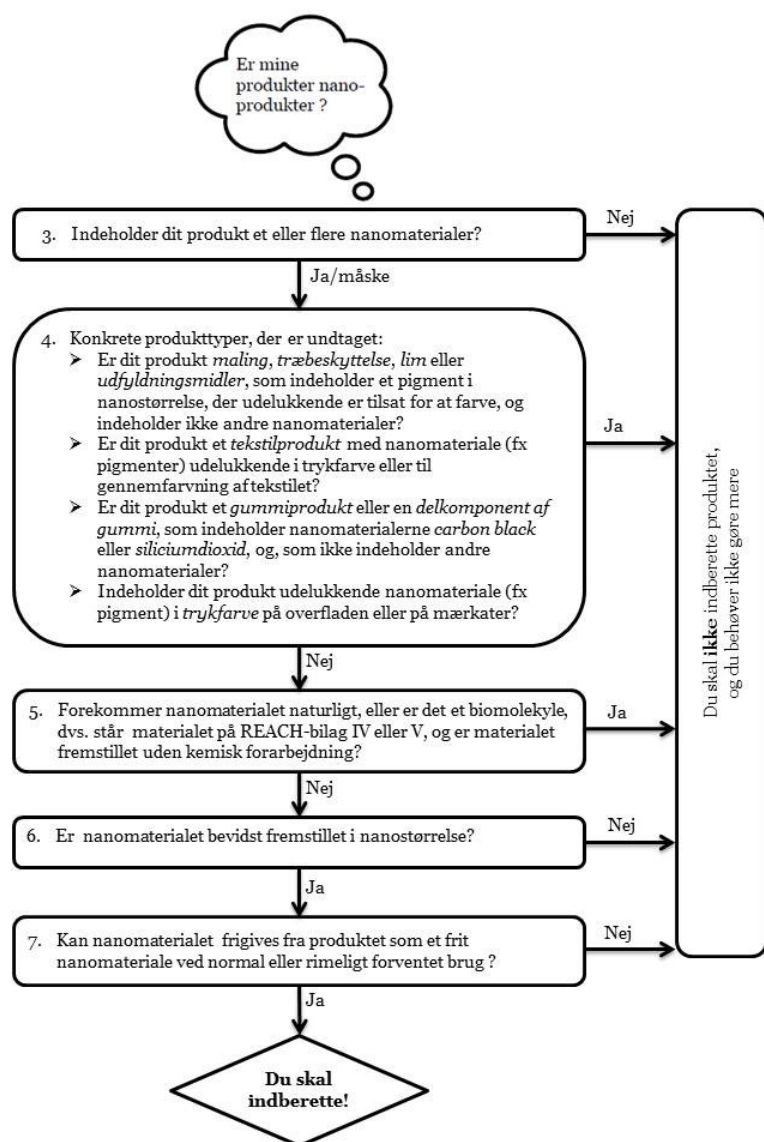 Er mine
produkter nano-
produkter ?
3. Indeholder dit produkt et eller flere nanomaterialer?
Nej
Ja/måske
4. Konkrete produkttyper, der er undtaget:
➢ Er dit produkt maling, træbeskyttelse, lim eller
udfyldningsmidler, som indeholder et pigment i
nanostørrelse, der udelukkende er tilsat for at farve, og
indeholder ikke andre nanomaterialer?
➢ Er dit produkt et tekstilprodukt med nanomateriale (fx
pigmenter) udelukkende i trykfarve eller til
gennemfarvning af tekstilet?
➢ Er dit produkt et gummiprodukt eller en delkomponent af
gummi, som indeholder nanomaterialerne carbon black
eller siliciumdioxid, og, som ikke indeholder andre
nanomaterialer?
➢ Indeholder dit produkt udelukkende nanomateriale (fx
pigment) i trykfarve på overfladen eller på mærkater?
Ja
Nej
5. Forekommer nanomaterialet naturligt, eller er det et biomolekyle,
dvs. står materialet på REACH-bilag IV eller V, og er materialet
fremstillet uden kemisk forarbejdning?
Ja
Nej
6. Er nanomaterialet bevidst fremstillet i nanostørrelse?
Nej
Ja
7. Kan nanomaterialet frigives fra produktet som et frit
nanomateriale ved normal eller rimeligt forventet brug ?
Nej
Ja
Du skal
indberette!
Du skal ikke indberette produktet,
og du behøver ikke gøre mere